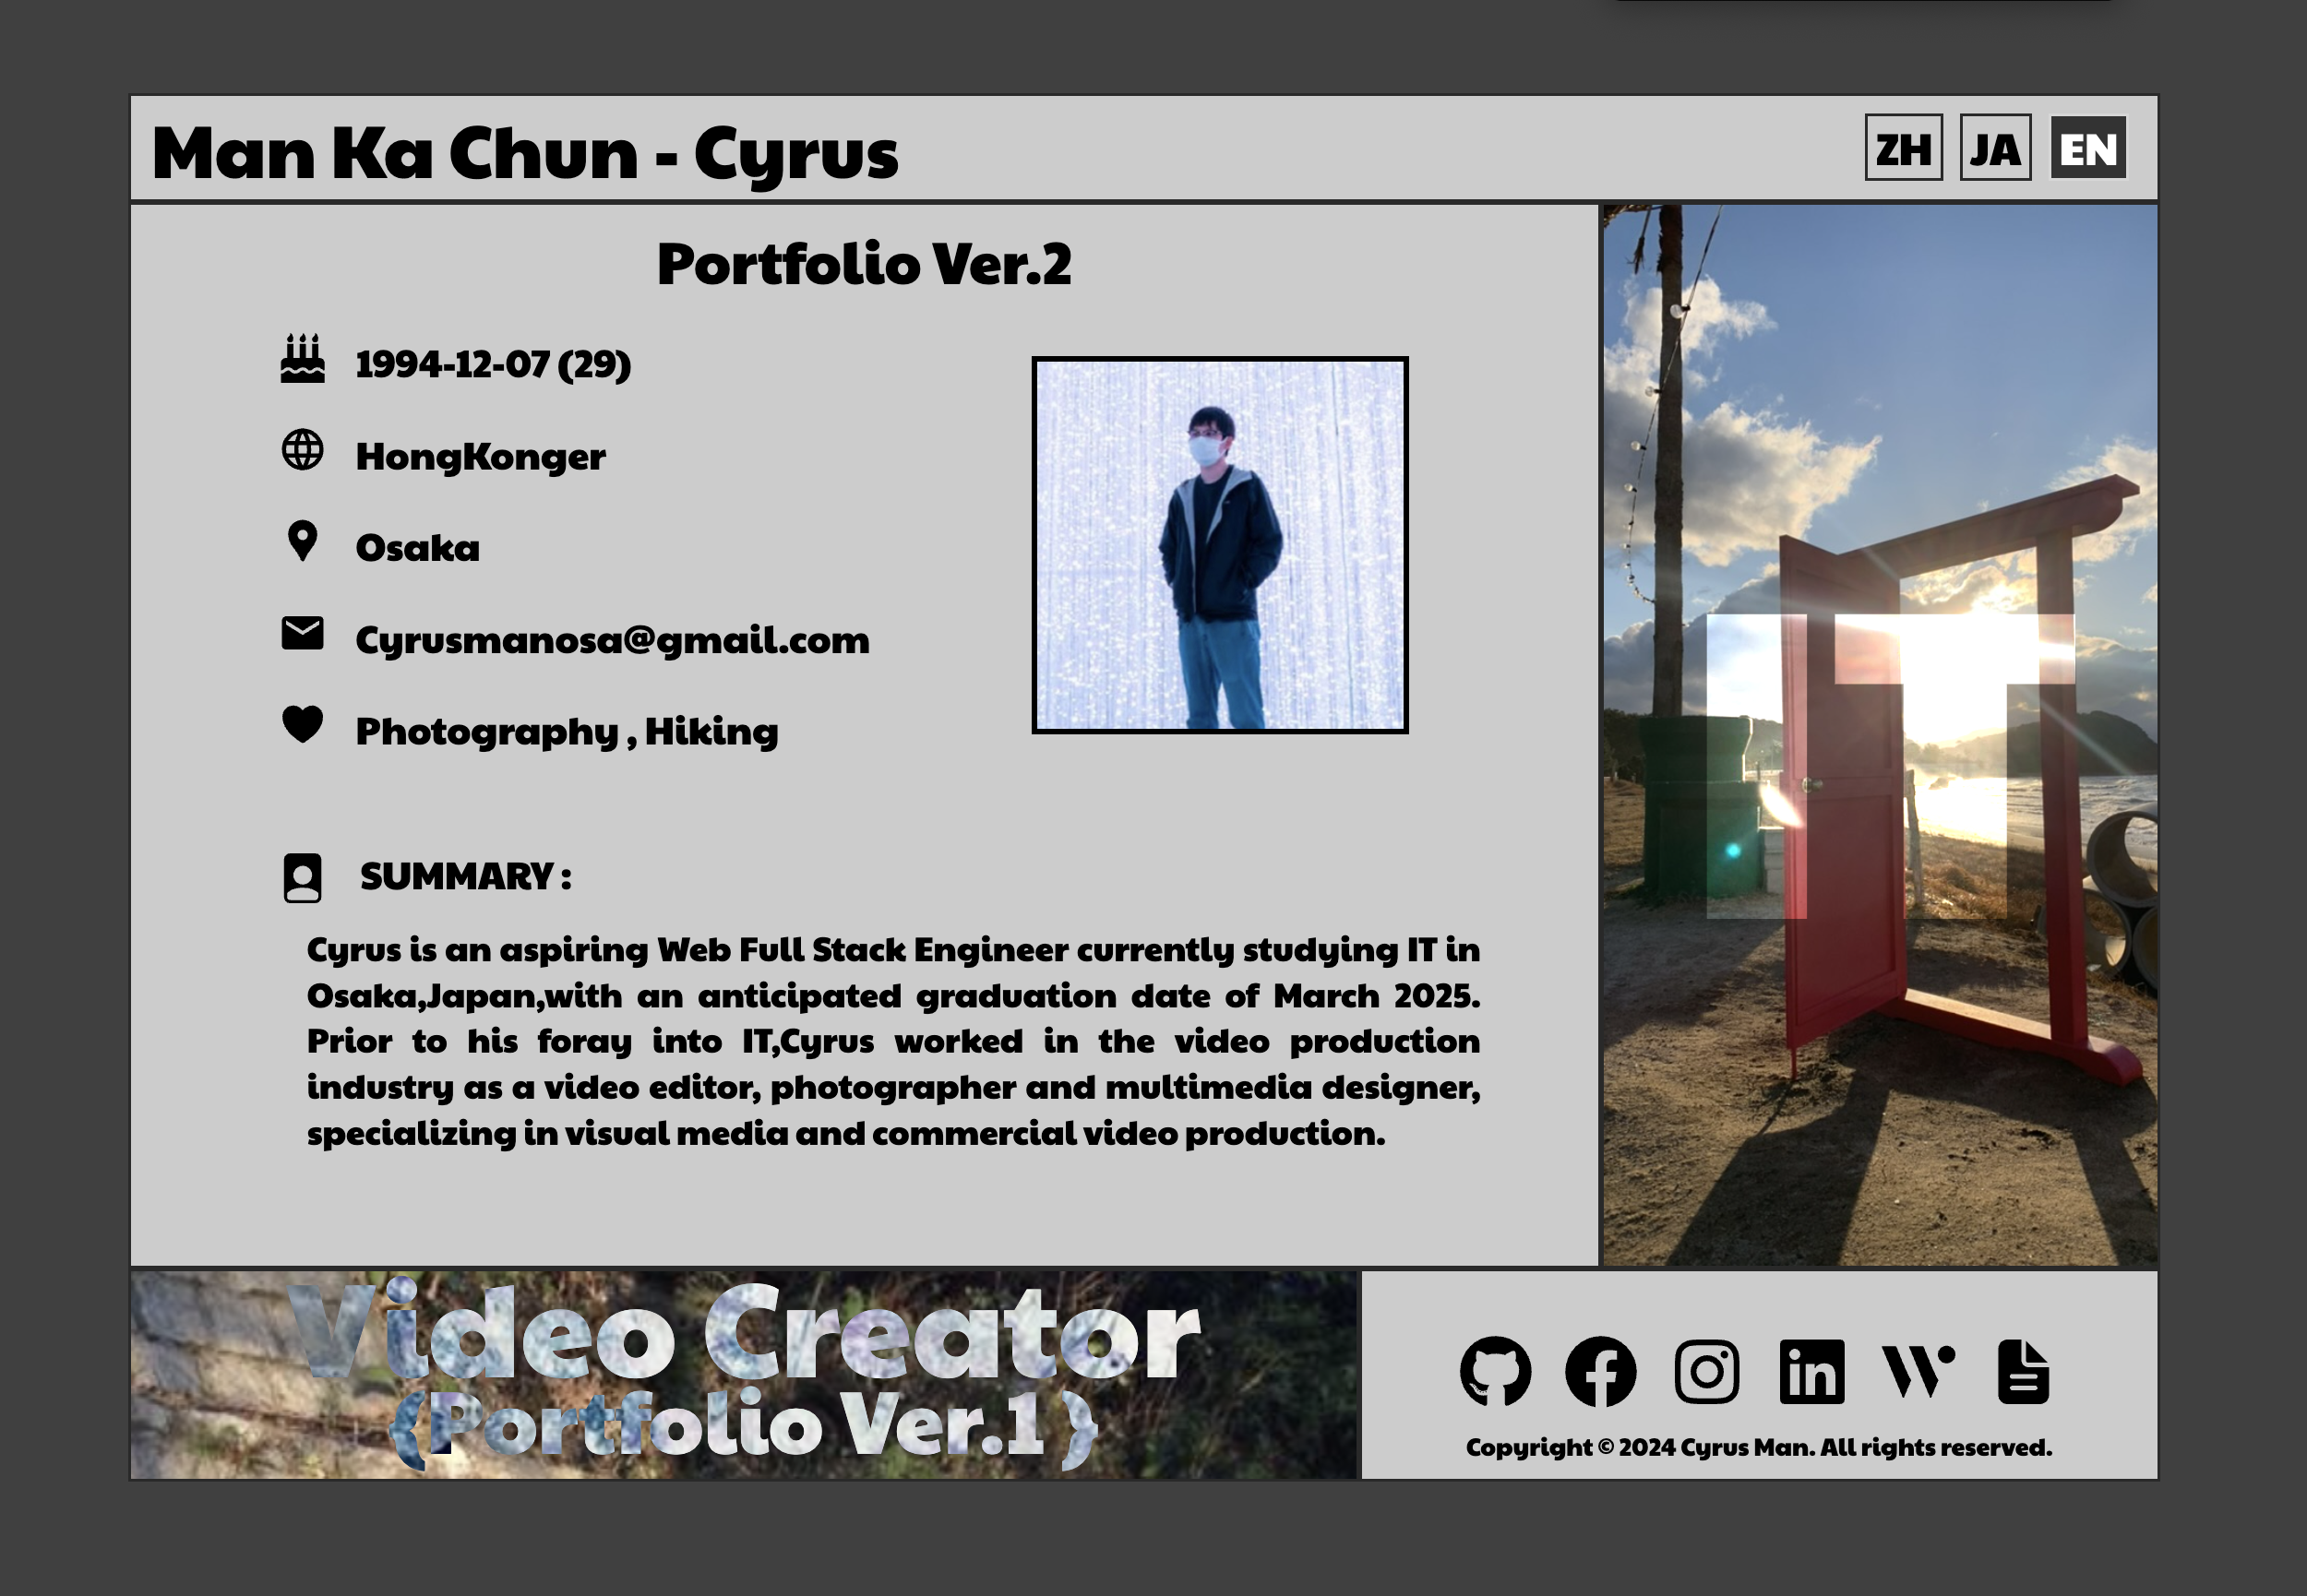 Man Ka Chun - Cyrus
ZH JA EN
Portfolio Ver.2
1994-12-07 (29)
HongKonger
Osaka
Cyrusmanosa@gmail.com
Photography , Hiking
SUMMARY :
Cyrus is an aspiring Web Full Stack Engineer currently studying IT in
Osaka,Japan,with an anticipated graduation date of March 2025.
Prior to his foray into IT,Cyrus worked in the video production
industry as a video editor, photographer and multimedia designer,
specializing in visual media and commercial video production.
IT
Video Creator
{Portfolio Ver.1 }
in
Copyright © 2024 Cyrus Man. All rights reserved.